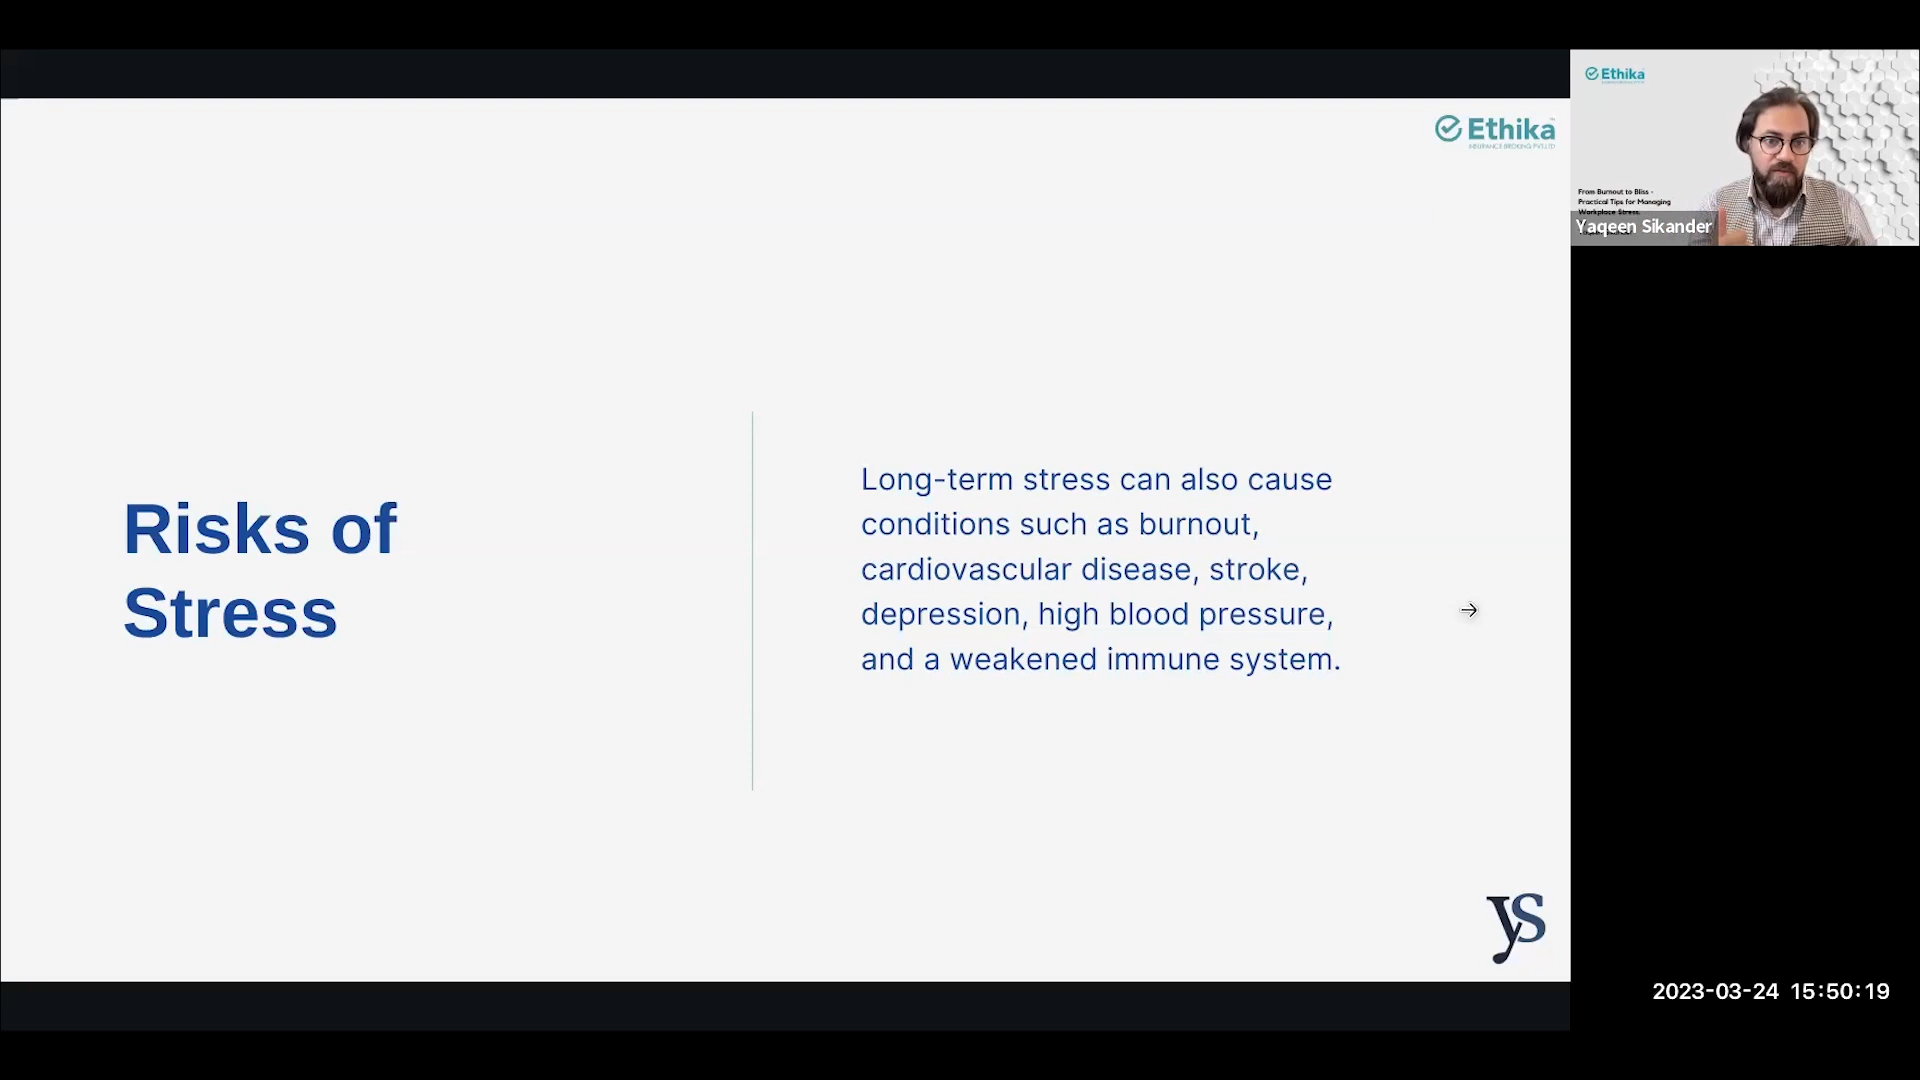 Ethika
INSURANCE BROKING PVT.LTD
Risks of
Stress
Long-term stress can also cause
conditions such as burnout,
cardiovascular disease, stroke,
depression, high blood pressure,
and a weakened immune system.
ys
Ethika
From Burnout to Bliss -
Practical Tips for Managing
Workplace Stress.
Yaqeen Sikander
2023-03-24 15:50:19